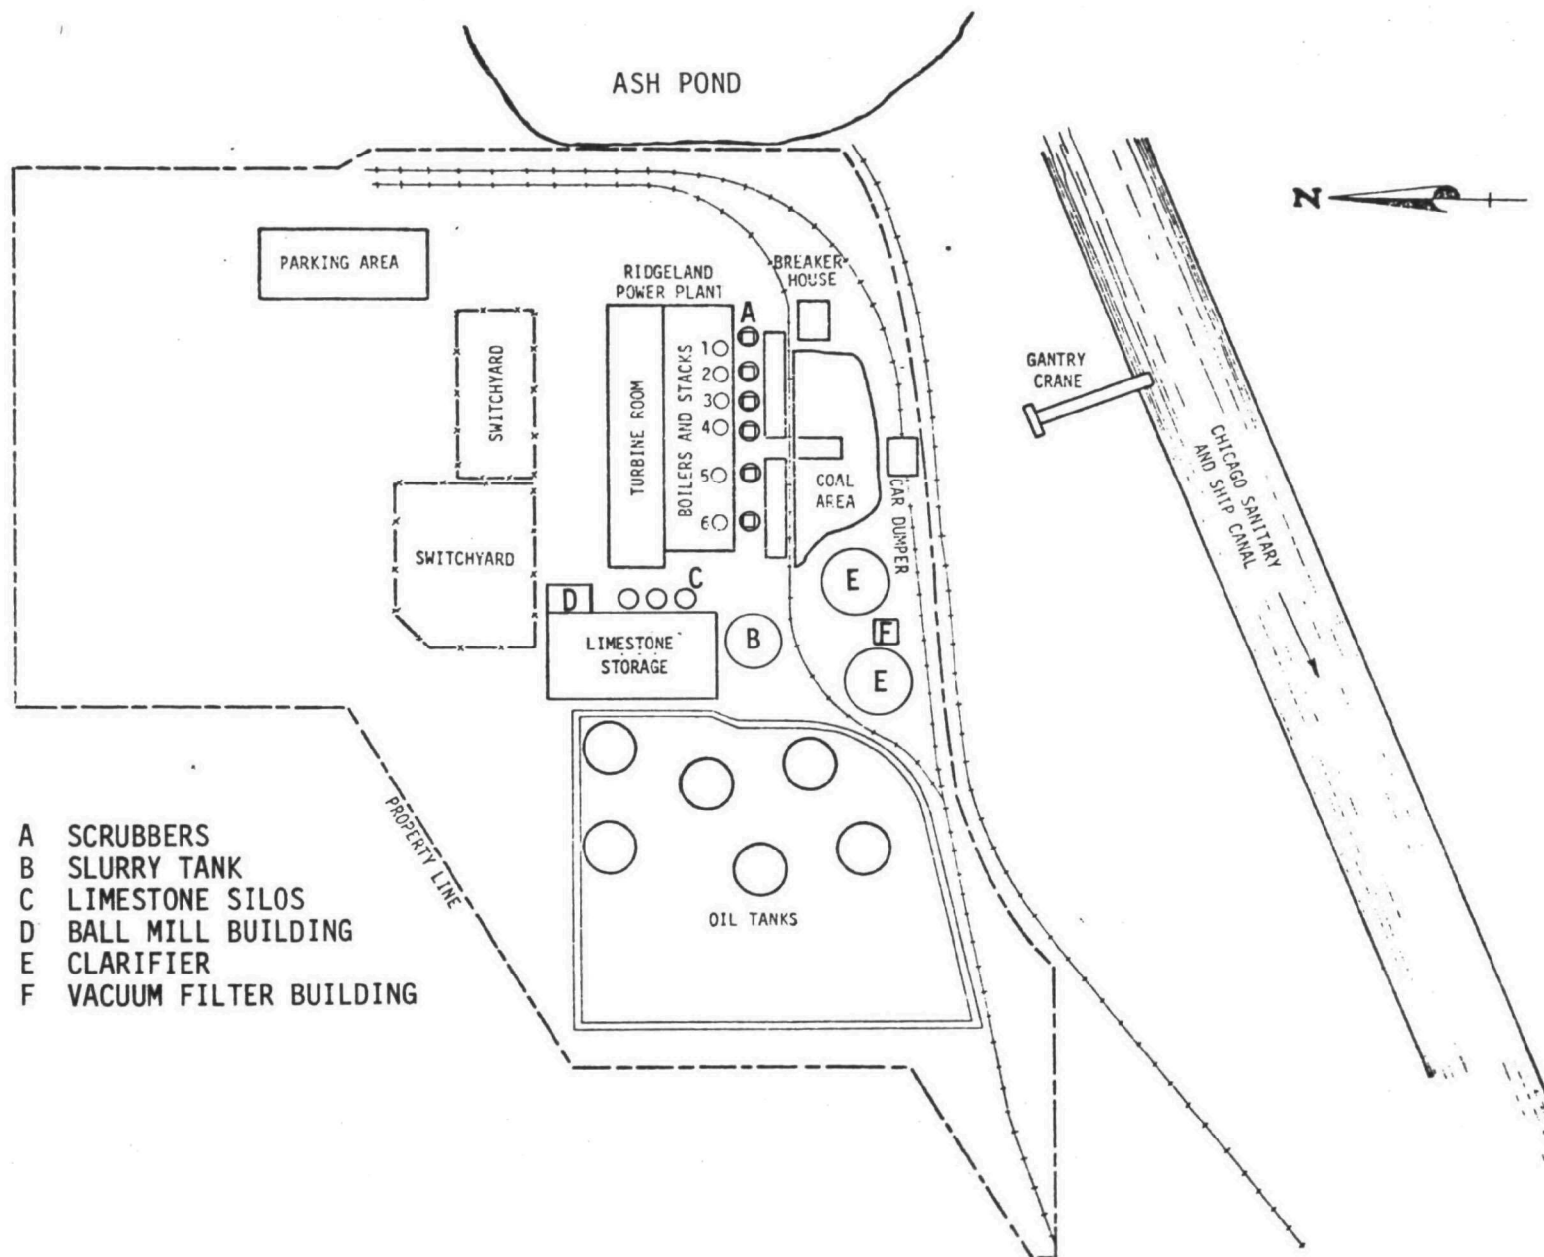 ASH POND
N
PARKING AREA
RIDGELAND
POWER PLANT
BREAKER
HOUSE
A
SWITCHYARD
TURBINE ROOM
BOILERS AND STACKS
1
2
3
4
5
6
GANTRY
CRANE
CHICAGO SANITARY
AND SHIP CANAL
COAL
AREA
CAR DUMPER
SWITCHYARD
C
D
E
LIMESTONE
STORAGE
B
F
E
OIL TANKS
PROPERTY LINE
A SCRUBBERS
B SLURRY TANK
C LIMESTONE SILOS
D BALL MILL BUILDING
E CLARIFIER
F VACUUM FILTER BUILDING